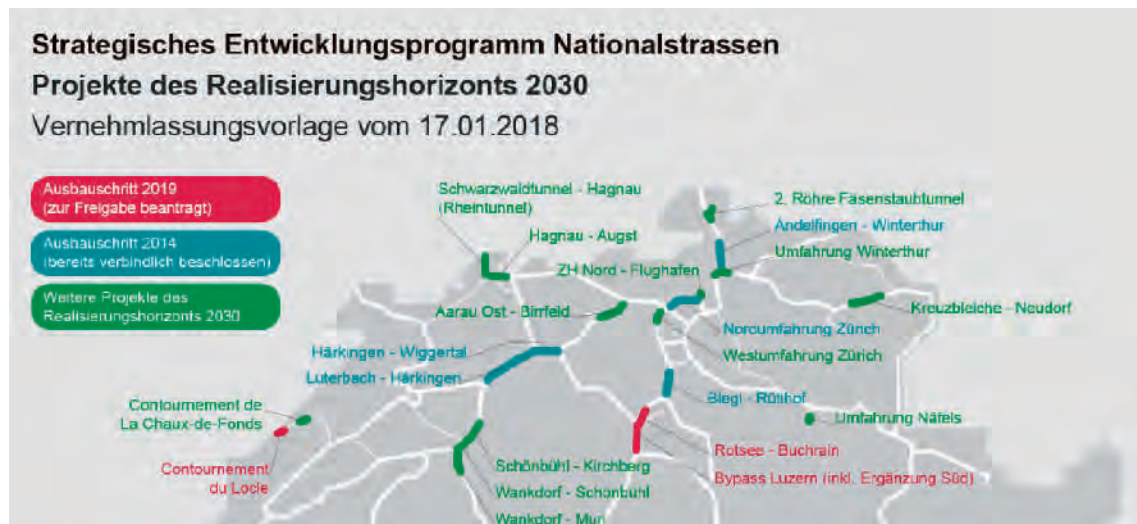 Strategisches Entwicklungsprogramm Nationalstrassen
Projekte des Realisierungshorizonts 2030
Vernehmlassungsvorlage vom 17.01.2018
Ausbauschritt 2019
(zur Freigabe beantragt)
Ausbauschritt 2014
(bereits verbindlich beschlossen)
Weitere Projekte des
Realisierungshorizonts 2030
Schwarzwaldtunnel - Hagnau
(Rheintunnel)
Hagnau - Augst
ZH Nord - Flughafen
Aarau Ost - Birrfeld
Härkingen - Wiggertal
Luterbach - Härkingen
Contournement de
La Chaux-de-Fonds
Contournement
du Locle
Schönbühl - Kirchberg
Wankdorf - Schönbühl
Wankdorf - Muri
2. Röhre Fäsenstaubtunnel
Andelfingen - Winterthur
Umfahrung Winterthur
Kreuzbleiche - Neudorf
Nordumfahrung Zürich
Westumfahrung Zürich
Blegi - Rütihof
Umfahrung Näfels
Rotsee - Buchrain
Bypass Luzern (inkl. Ergänzung Süd)